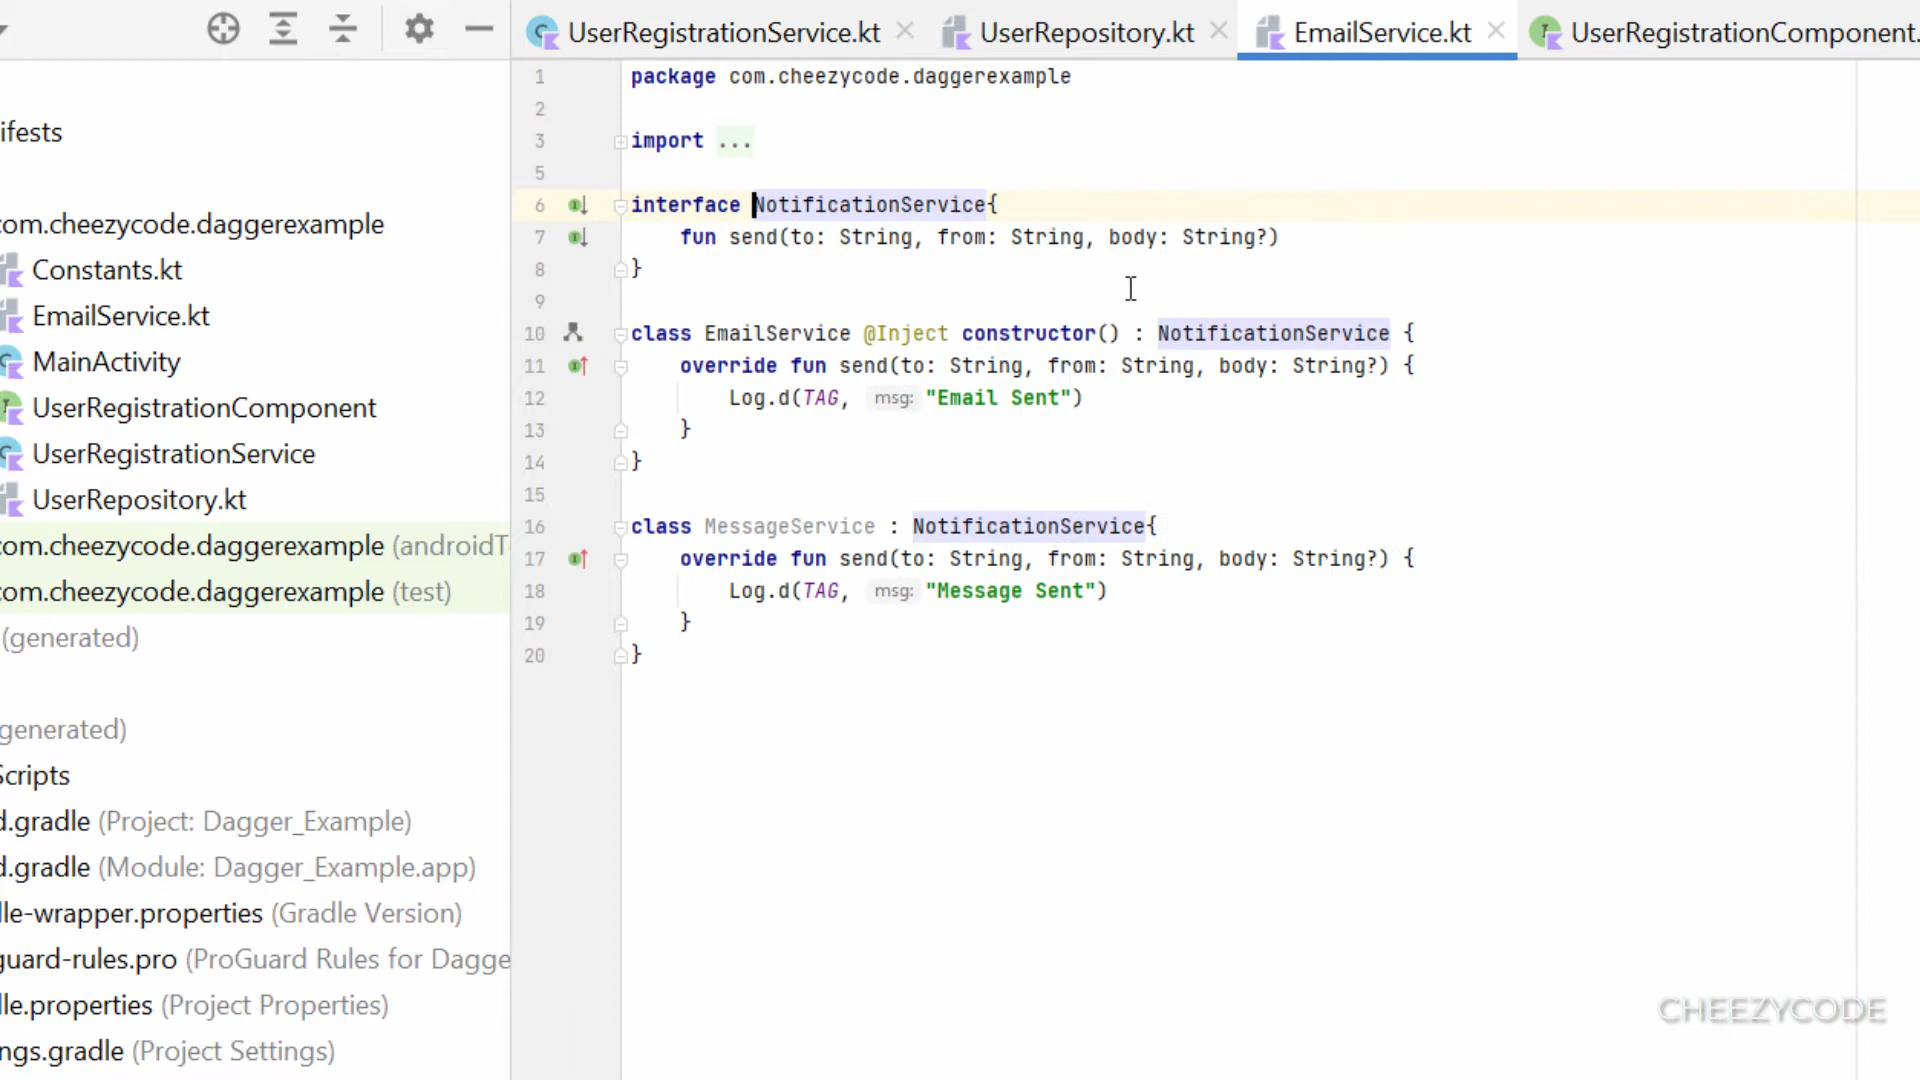 UserRegistrationService.kt
UserRepository.kt
EmailService.kt
UserRegistrationComponent.
ifests
com.cheezycode.daggerexample
Constants.kt
EmailService.kt
MainActivity
UserRegistrationComponent
UserRegistrationService
UserRepository.kt
com.cheezycode.daggerexample (androidT
com.cheezycode.daggerexample (test)
(generated)
generated)
Scripts
d.gradle (Project: Dagger_Example)
d.gradle (Module: Dagger_Example.app)
lle-wrapper.properties (Gradle Version)
guard-rules.pro (ProGuard Rules for Dagge
lle.properties (Project Properties)
ngs.gradle (Project Settings)
1 package com.cheezycode.daggerexample
2
3 import ...
5
6 interface NotificationService{
7 fun send(to: String, from: String, body: String?)
8 }
9
10 class EmailService @Inject constructor() : NotificationService {
11 override fun send(to: String, from: String, body: String?) {
12 Log.d(TAG, msg: "Email Sent")
13 }
14 }
15
16 class MessageService : NotificationService{
17 override fun send(to: String, from: String, body: String?) {
18 Log.d(TAG, msg: "Message Sent")
19 }
20 }
CHEEZYCODE